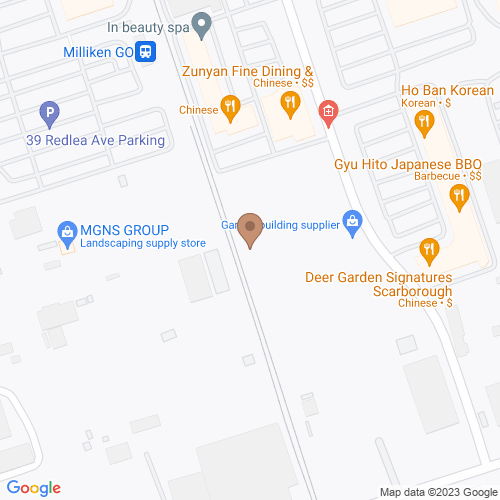 In beauty spa
Milliken GO
Zunyan Fine Dining &
Chinese • $$
Chinese
Ho Ban Korean
Korean • $
39 Redlea Ave Parking
Gyu Hito Japanese BBQ
Barbecue • $$
MGNS GROUP
Landscaping supply store
building supplier
Deer Garden Signatures
Scarborough
Chinese • $
Google
Map data ©2023 Google